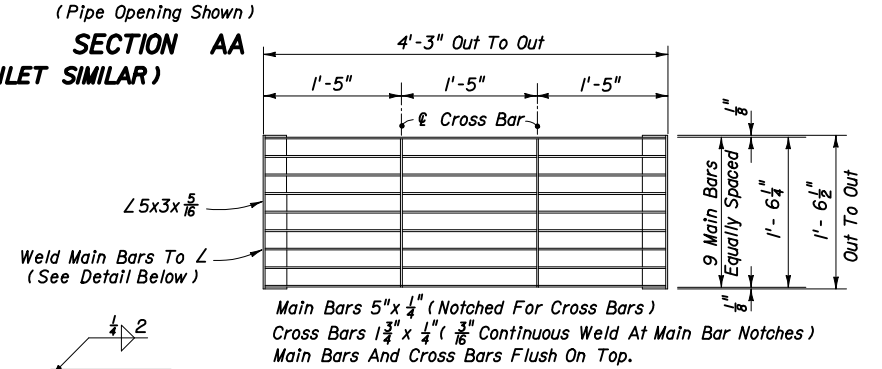 (Pipe Opening Shown)
SECTION AA
ILET SIMILAR)
4'-3" Out To Out
1'-5"
1'-5"
1'-5"
℄ Cross Bar
∠5x3x 5/16
Weld Main Bars To ∠
(See Detail Below)
1/8"
9 Main Bars
Equally Spaced
1'- 6 1/4"
1'- 6 1/2"
Out To Out
1/8"
Main Bars 5"x 1/4" (Notched For Cross Bars)
Cross Bars 1 3/4" x 1/4" ( 3/16" Continuous Weld At Main Bar Notches)
Main Bars And Cross Bars Flush On Top.
1/4 2